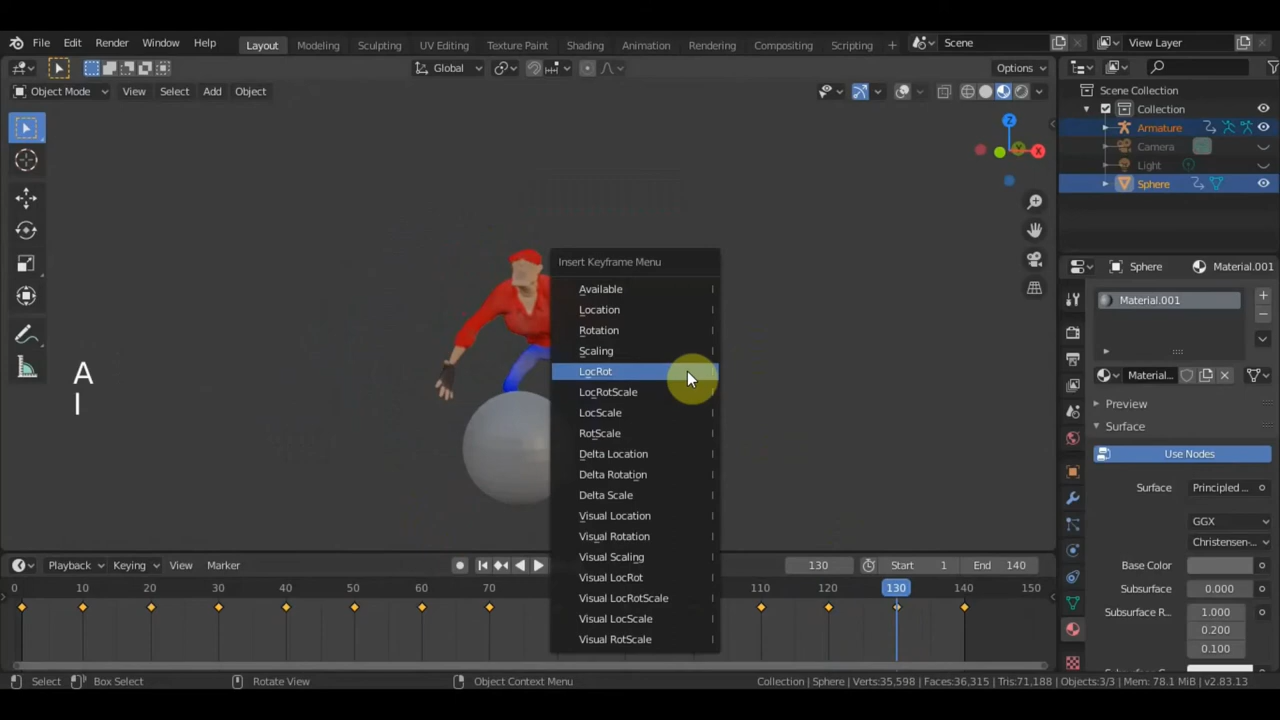 File Edit Render Window Help Layout Modeling Sculpting UV Editing Texture Paint Shading Animation Rendering Compositing Scripting + Scene View Layer
Global Options
Object Mode View Select Add Object
Scene Collection
Collection
Armature
Camera
Light
Sphere
Z
Y
X
A
I
Insert Keyframe Menu
Available I
Location I
Rotation I
Scaling I
LocRot
LocRotScale I
LocScale I
RotScale I
Delta Location I
Delta Rotation I
Delta Scale I
Visual Location I
Visual Rotation I
Visual Scaling I
Visual LocRot I
Visual LocRotScale I
Visual LocScale I
Visual RotScale I
Sphere Material.001
Material.001
Material...
Preview
Surface
Use Nodes
Surface Principled ...
GGX
Christensen-...
Base Color
Subsurface 0.000
Subsurface R... 1.000
0.200
0.100
Playback Keying View Marker 130 Start 1 End 140
0 10 20 30 40 50 60 70 110 120 130 140 150
Select Box Select Rotate View Object Context Menu Collection | Sphere | Verts:35,598 | Faces:36,315 | Tris:71,188 | Objects:3/3 | Mem: 78.1 MiB | v2.83.13